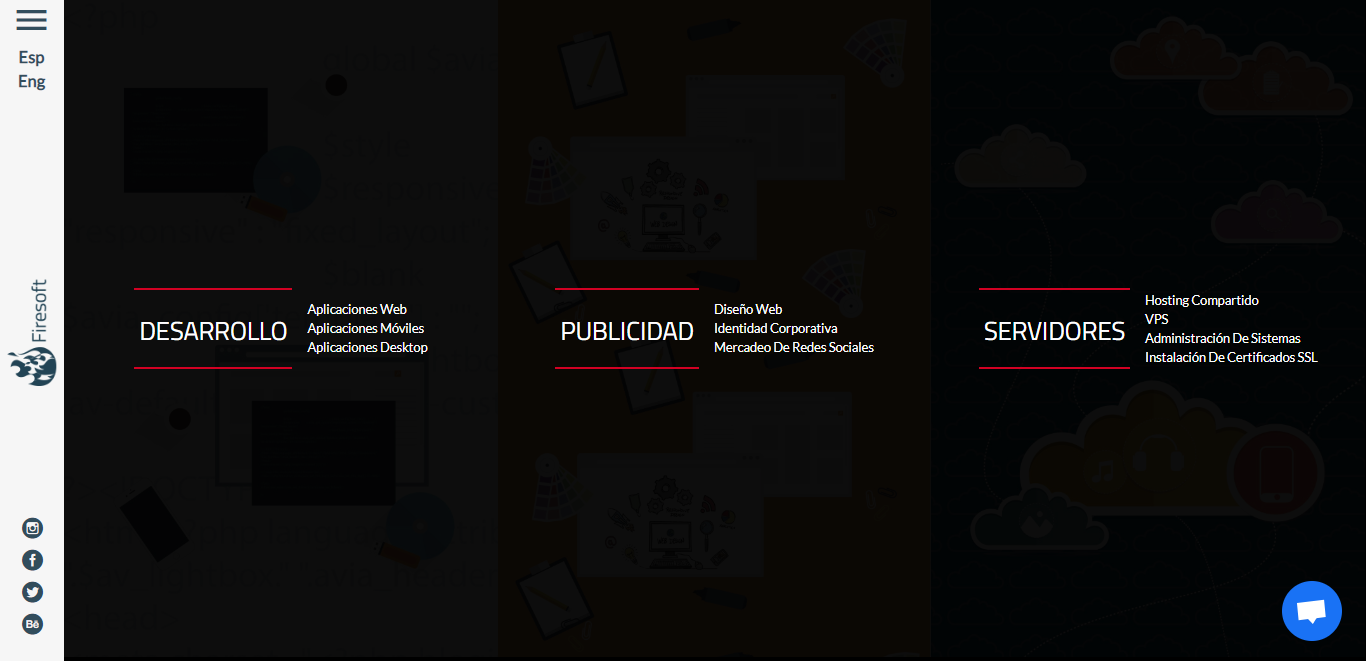 Esp
Eng
Firesoft
DESARROLLO
Aplicaciones Web
Aplicaciones Móviles
Aplicaciones Desktop
PUBLICIDAD
Diseño Web
Identidad Corporativa
Mercadeo De Redes Sociales
SERVIDORES
Hosting Compartido
VPS
Administración De Sistemas
Instalación De Certificados SSL
Bē